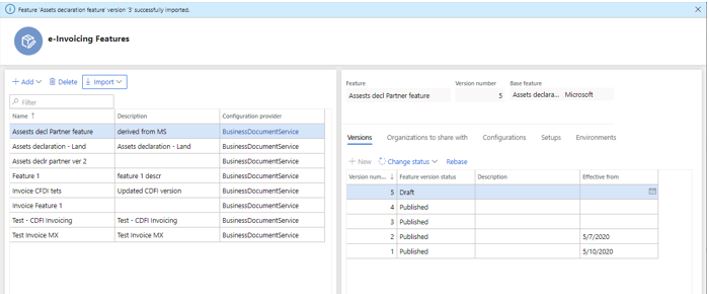 Feature 'Assets declaration feature' version '3' successfully imported.
e-Invoicing Features
Add Delete Import
Filter
Name Description Configuration provider
Assests decl Partner feature derived from MS BusinessDocumentService
Assets declaration - Land Assets declaration - Land BusinessDocumentService
Assets declr partner ver 2 BusinessDocumentService
Feature 1 feature 1 descr BusinessDocumentService
Invoice CFDI tets Updated CDFI version BusinessDocumentService
Invoice Feature 1 BusinessDocumentService
Test - CDFI Invoicing Test - CDFI Invoicing BusinessDocumentService
Test Invoice MX Test Invoice MX BusinessDocumentService
Feature Version number Base feature
Assests decl Partner feature 5 Assets declara... Microsoft
Versions Organizations to share with Configurations Setups Environments
New Change status Rebase
Version num... Feature version status Description Effective from
5 Draft
4 Published
3 Published
2 Published 5/7/2020
1 Published 5/10/2020